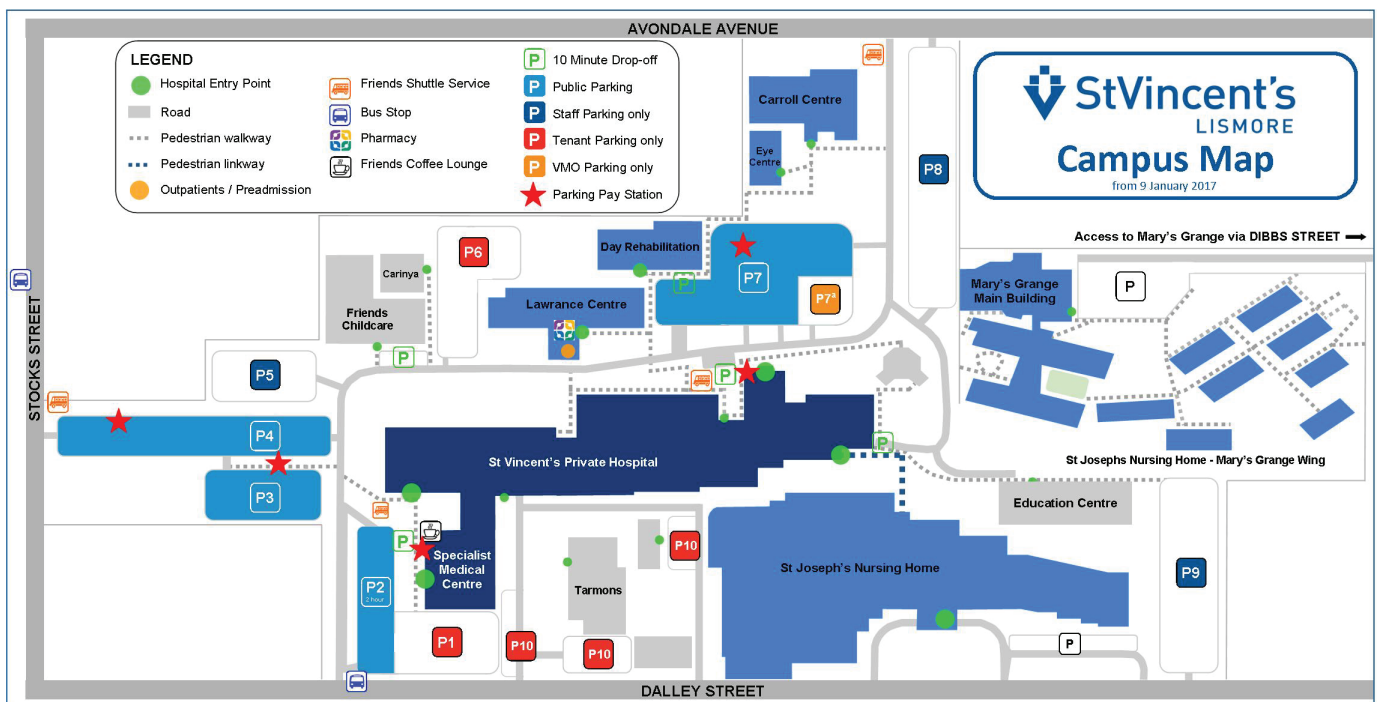 AVONDALE AVENUE
LEGEND
Hospital Entry Point
Road
Pedestrian walkway
Pedestrian linkway
Outpatients / Preadmission
Friends Shuttle Service
Bus Stop
Pharmacy
Friends Coffee Lounge
P 10 Minute Drop-off
P Public Parking
P Staff Parking only
P Tenant Parking only
P VMO Parking only
Parking Pay Station
StVincent's
LISMORE
Campus Map
from 9 January 2017
Carroll Centre
Eye
Centre
P8
Access to Mary's Grange via DIBBS STREET
P6
Day Rehabilitation
P
P7
P7ª
Carinya
Lawrance Centre
Friends
Childcare
P
Mary's Grange
Main Building
P
STOCKS STREET
P5
P
P4
P3
St Vincent's Private Hospital
P
St Josephs Nursing Home - Mary's Grange Wing
Education Centre
P
Specialist
Medical
Centre
P2
2 hour
P10
Tarmons
St Joseph's Nursing Home
P9
P1
P10
P10
P
DALLEY STREET